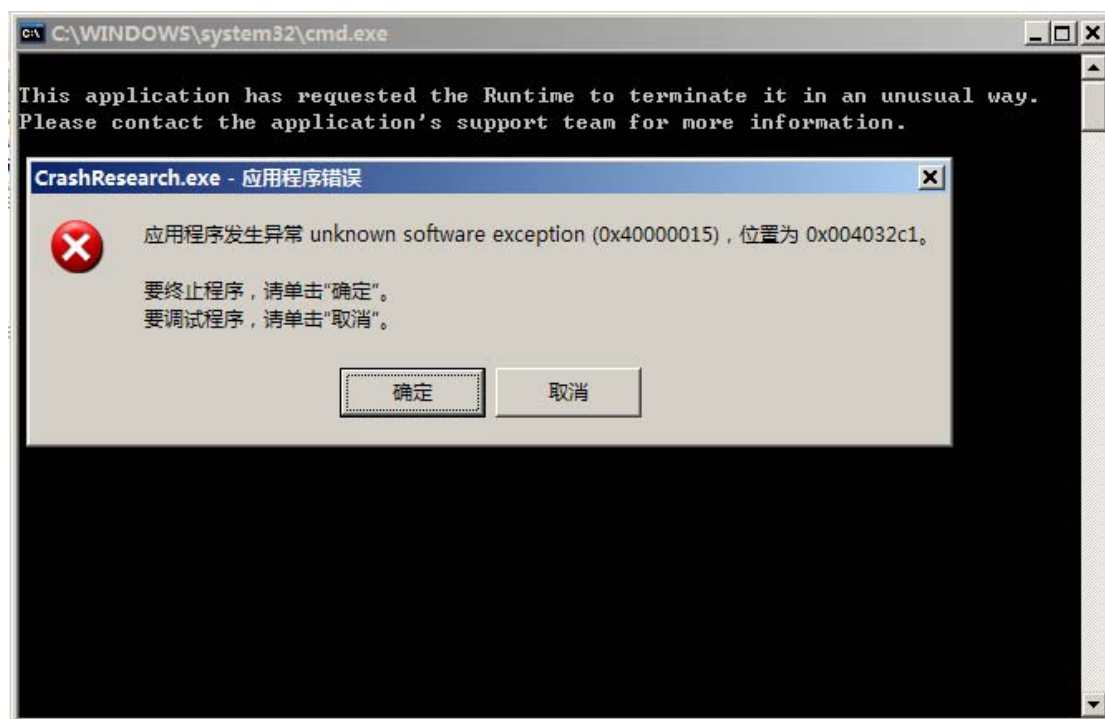 C:\WINDOWS\system32\cmd.exe
This application has requested the Runtime to terminate it in an unusual way.
Please contact the application's support team for more information.
CrashResearch.exe - 应用程序错误
应用程序发生异常 unknown software exception (0x40000015)，位置为 0x004032c1。
要终止程序，请单击“确定”。
要调试程序，请单击“取消”。
确定 取消